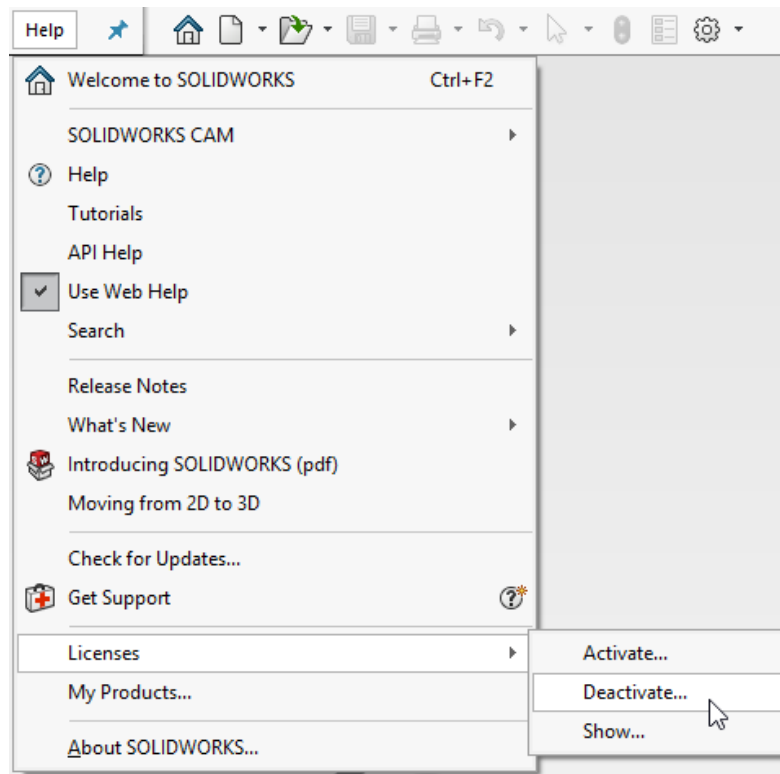 Help
Welcome to SOLIDWORKS Ctrl+F2
SOLIDWORKS CAM
Help
Tutorials
API Help
Use Web Help
Search
Release Notes
What's New
Introducing SOLIDWORKS (pdf)
Moving from 2D to 3D
Check for Updates...
Get Support
Licenses
Activate...
My Products...
Deactivate...
Show...
About SOLIDWORKS...